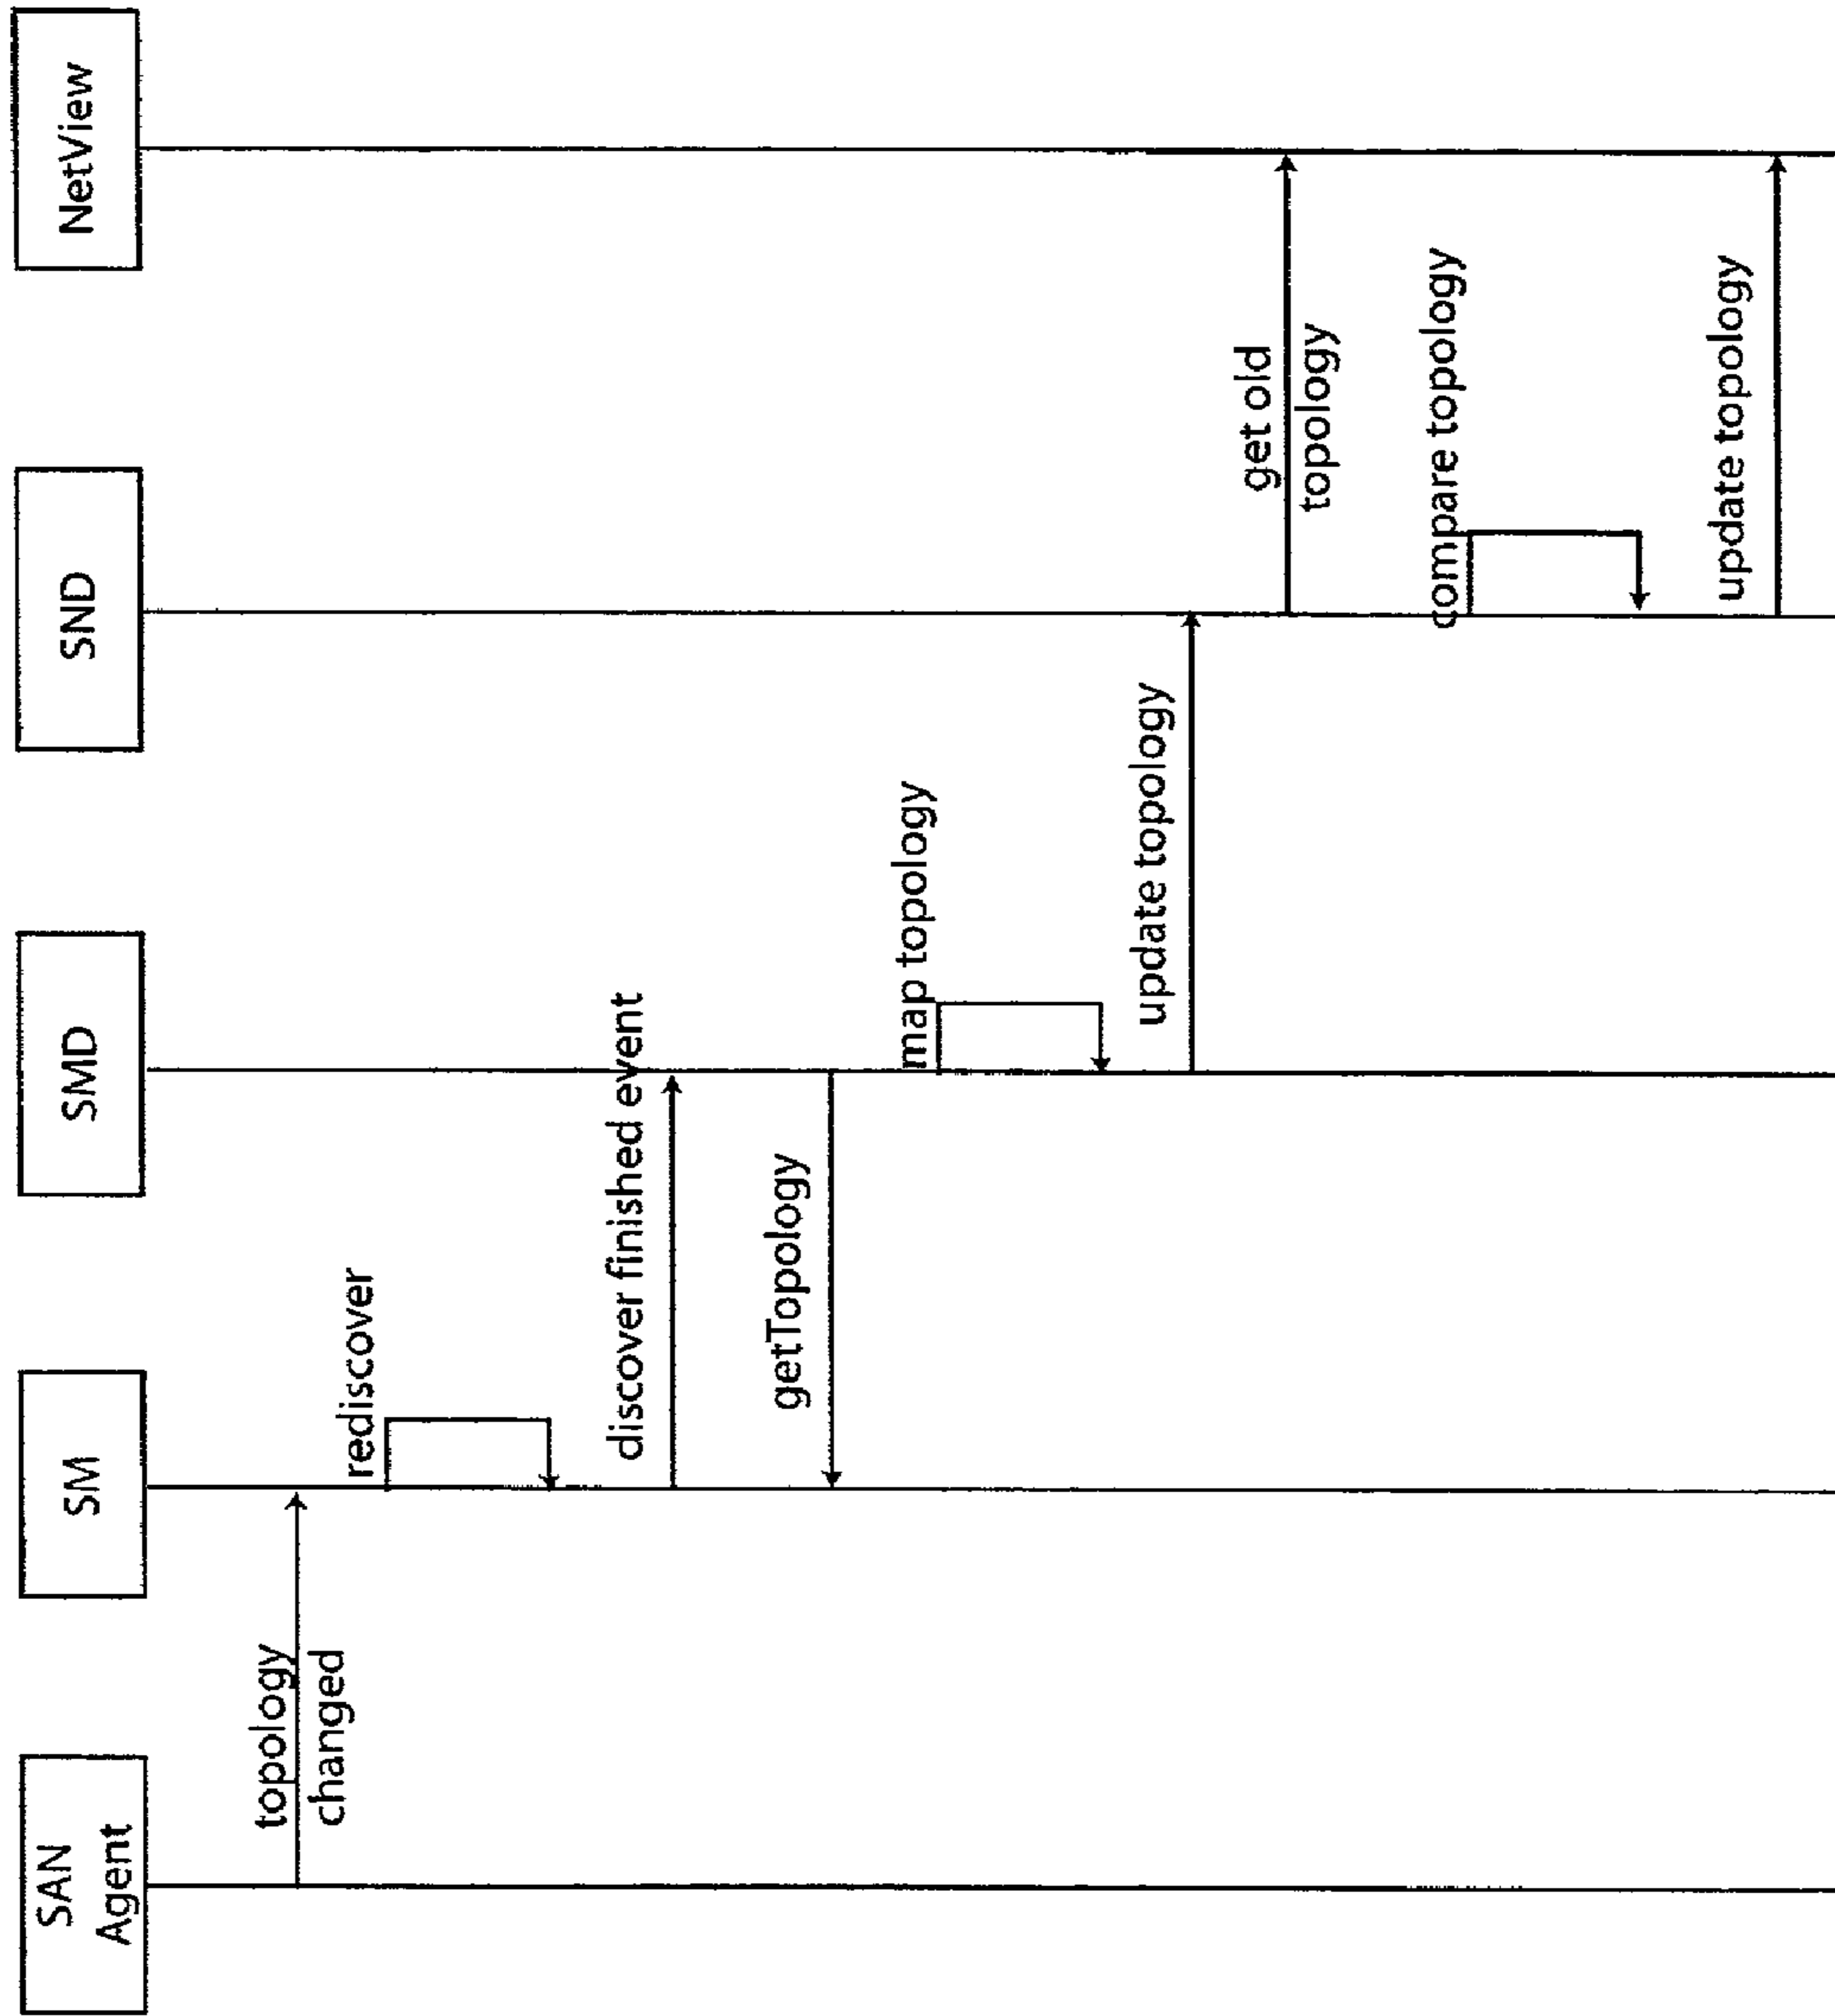 SAN
Agent
SM
SMD
SND
NetView
topology
changed
rediscover
discover finished event
getTopology
map topology
update topology
get old
topology
compare topology
update topology